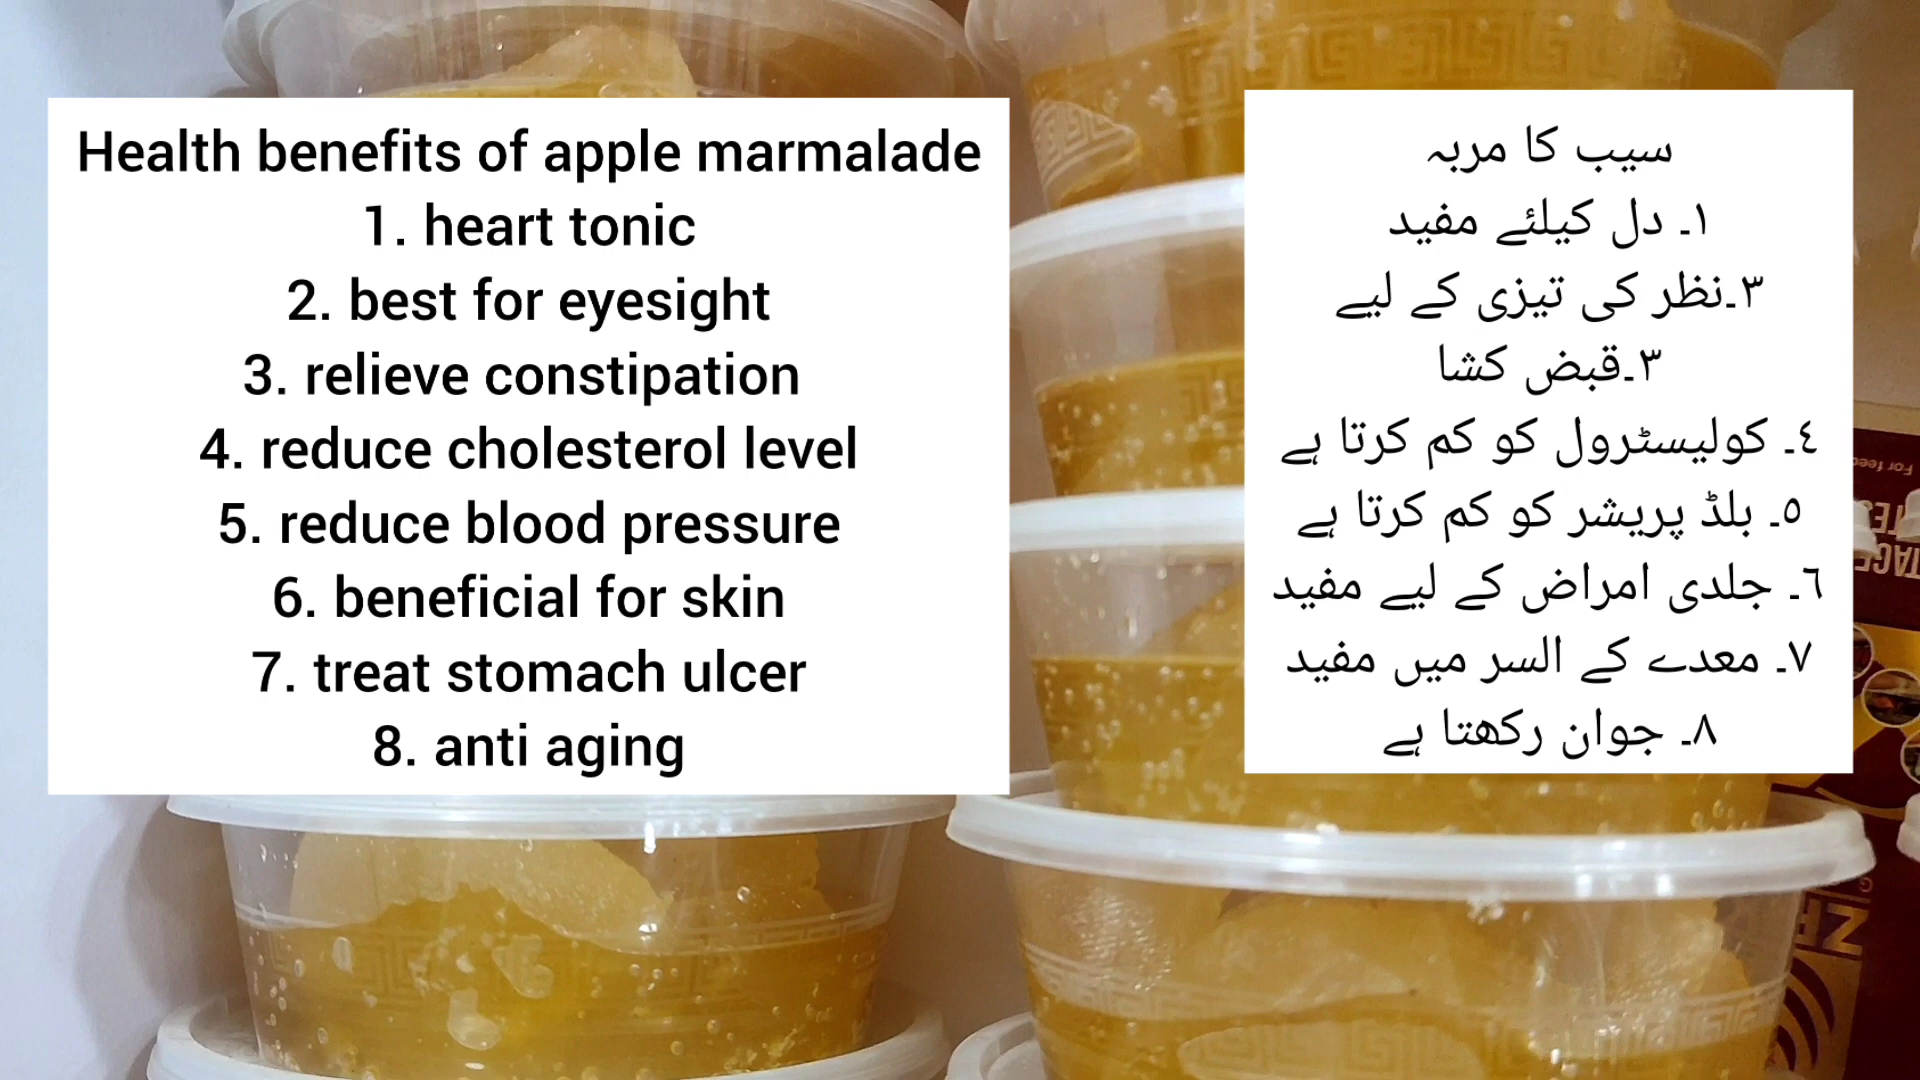 Health benefits of apple marmalade
1. heart tonic
2. best for eyesight
3. relieve constipation
4. reduce cholesterol level
5. reduce blood pressure
6. beneficial for skin
7. treat stomach ulcer
8. anti aging
سیب کا مربہ
١۔ دل کیلئے مفید
٣۔نظر کی تیزی کے لیے
٣۔قبض کشا
٤۔ کولیسٹرول کو کم کرتا ہے
٥۔ بلڈ پریشر کو کم کرتا ہے
٦۔ جلدی امراض کے لیے مفید
٧۔ معدے کے السر میں مفید
٨۔ جوان رکھتا ہے
For